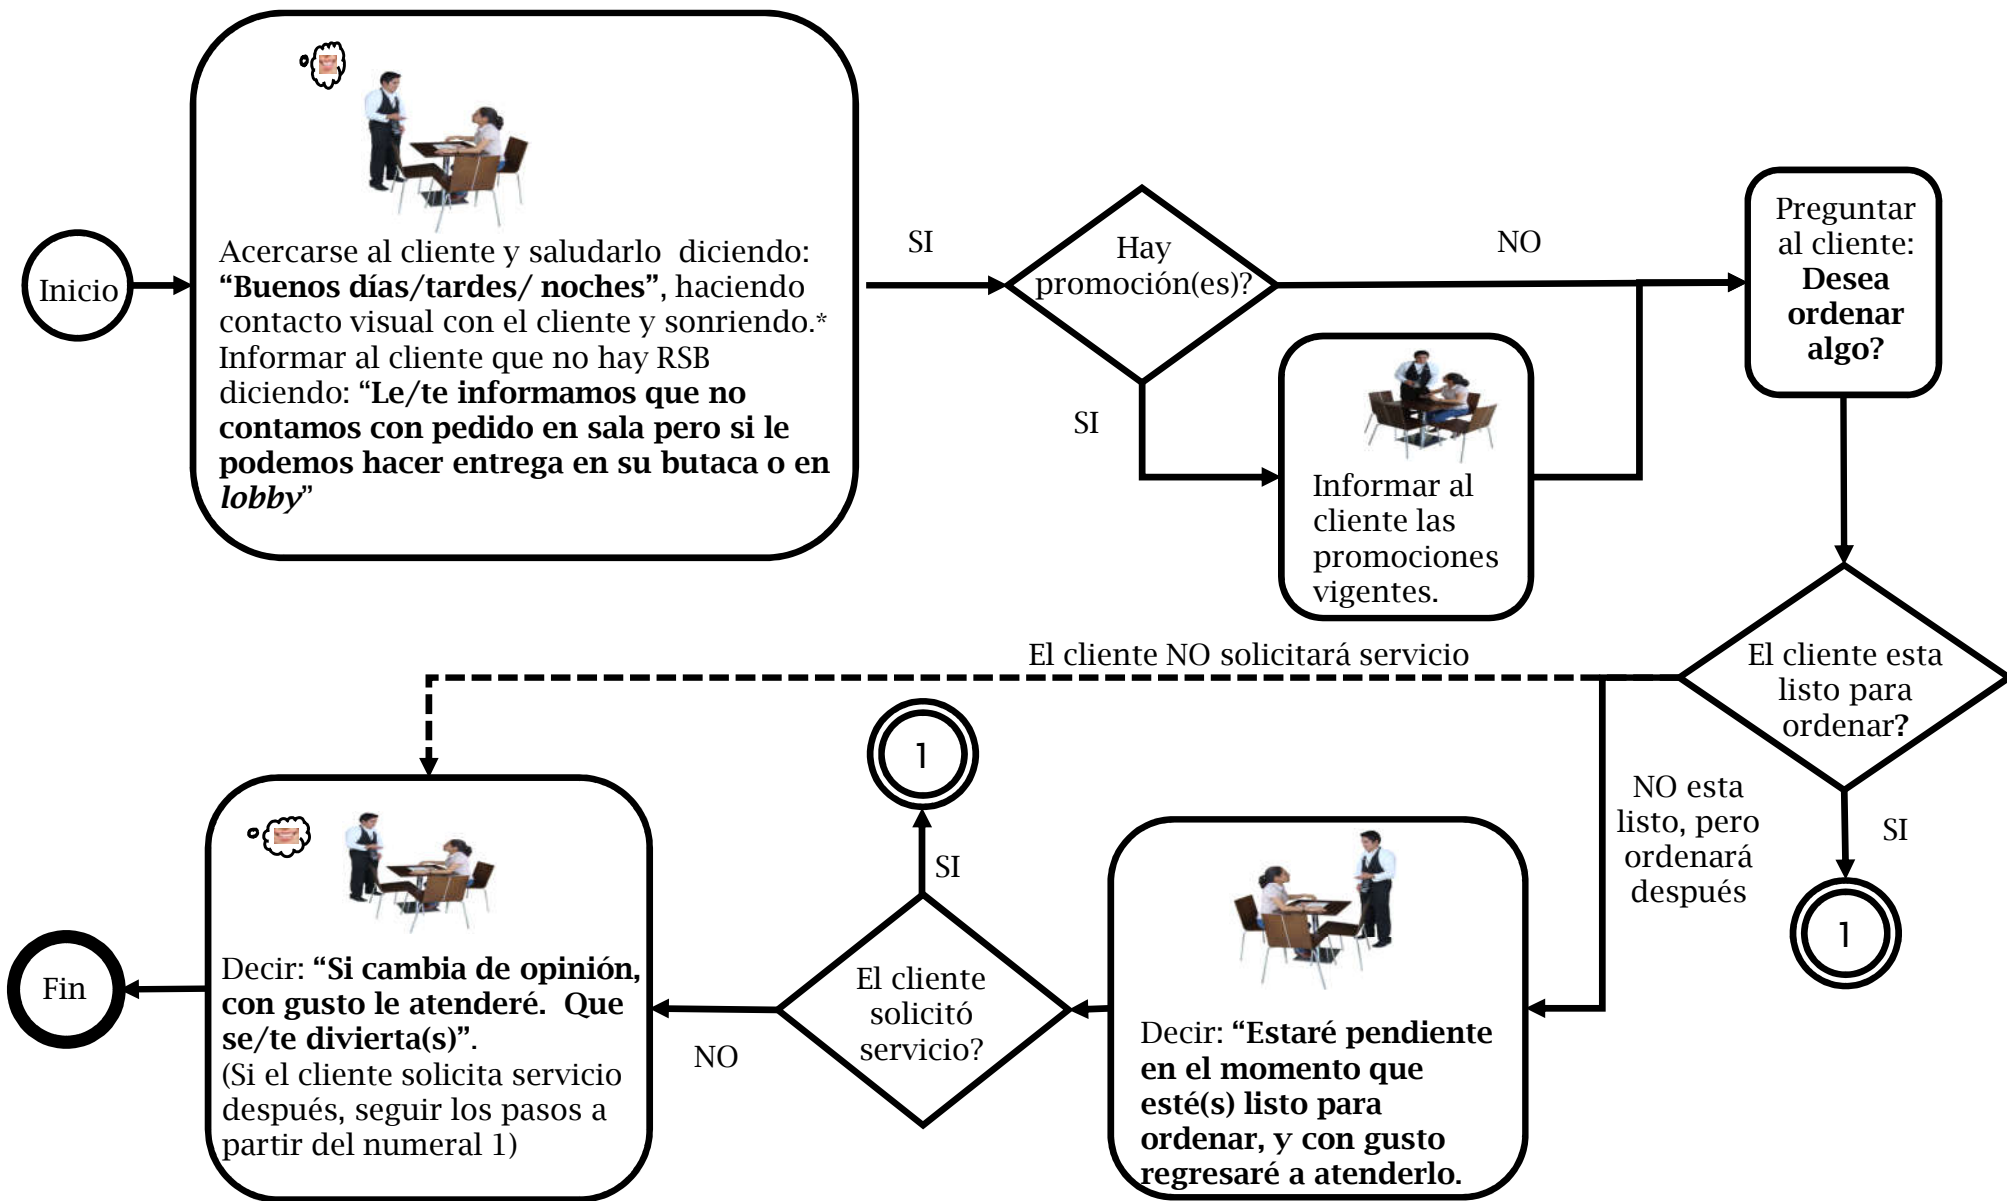 Inicio
Acercarse al cliente y saludarlo  diciendo:
“Buenos días/tardes/ noches”, haciendo
contacto visual con el cliente y sonriendo.*
Informar al cliente que no hay RSB
diciendo: “Le/te informamos que no
contamos con pedido en sala pero si le
podemos hacer entrega en su butaca o en
lobby”
SI
Hay
promoción(es)?
NO
SI
Informar al
cliente las
promociones
vigentes.
Preguntar
al cliente:
Desea
ordenar
algo?
El cliente esta
listo para
ordenar?
SI
1
El cliente NO solicitará servicio
NO esta
listo, pero
ordenará
después
Decir: “Estaré pendiente
en el momento que
esté(s) listo para
ordenar, y con gusto
regresaré a atenderlo.
El cliente
solicitó
servicio?
SI
1
NO
Decir: “Si cambia de opinión,
con gusto le atenderé.  Que
se/te divierta(s)”.
(Si el cliente solicita servicio
después, seguir los pasos a
partir del numeral 1)
Fin